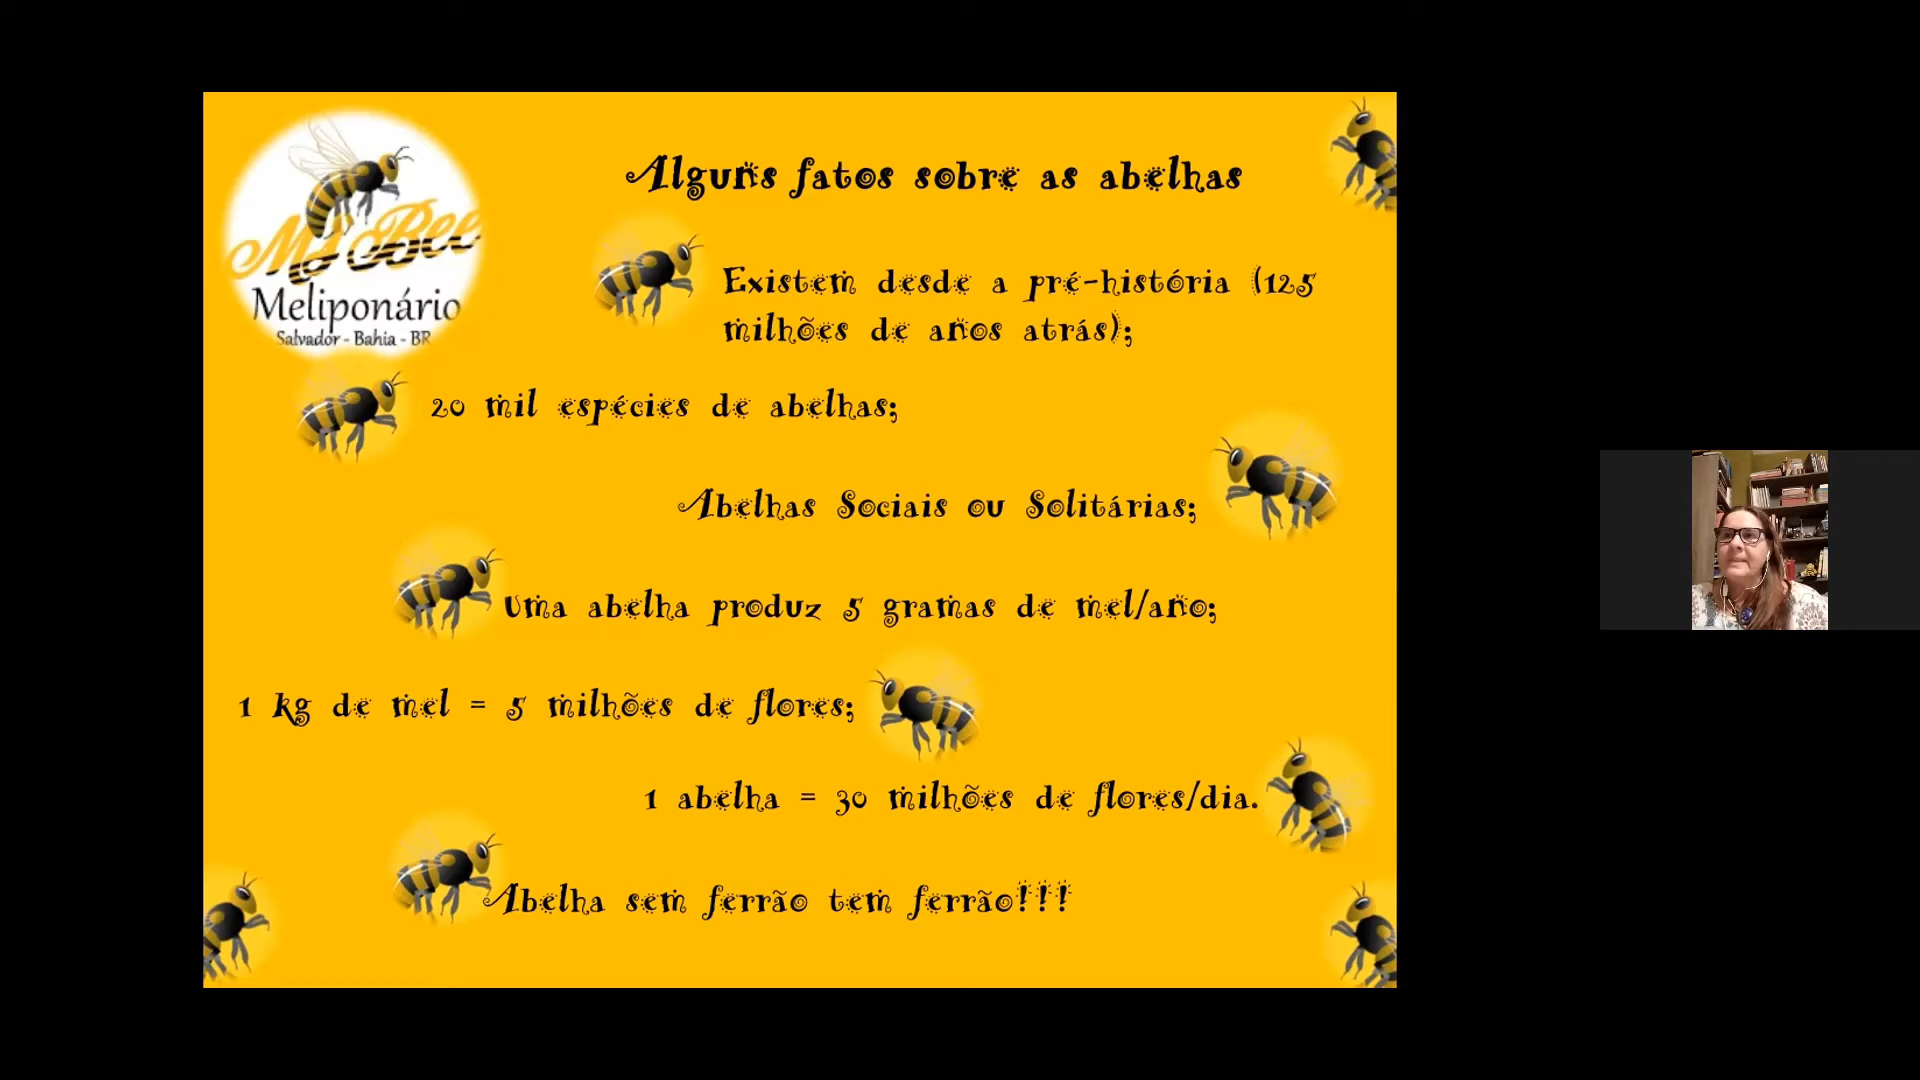 Mª Bee
Meliponário
Salvador - Bahia - BR
Alguns fatos sobre as abelhas
Existem desde a pré-história (125
milhões de anos atrás);
20 mil espécies de abelhas;
Abelhas Sociais ou Solitárias;
Uma abelha produz 5 gramas de mel/ano;
1 kg de mel = 5 milhões de flores;
1 abelha = 30 milhões de flores/dia.
Abelha sem ferrão tem ferrão!!!